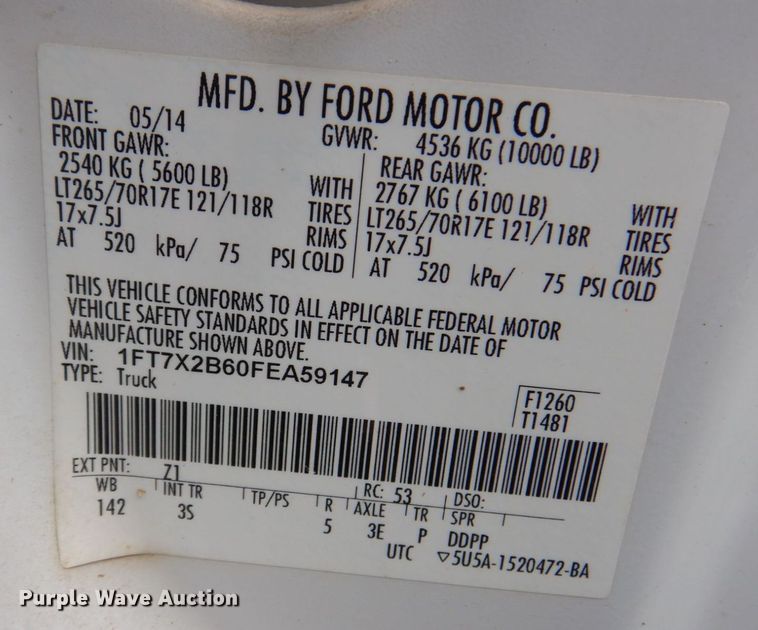 MFD. BY FORD MOTOR CO.
DATE: 05/14 GVWR: 4536 KG (10000 LB)
FRONT GAWR: REAR GAWR:
2540 KG ( 5600 LB) WITH 2767 KG ( 6100 LB) WITH
LT265/70R17E 121/118R TIRES LT265/70R17E 121/118R TIRES
17x7.5J RIMS 17x7.5J RIMS
AT 520 kPa/ 75 PSI COLD AT 520 kPa/ 75 PSI COLD
THIS VEHICLE CONFORMS TO ALL APPLICABLE FEDERAL MOTOR
VEHICLE SAFETY STANDARDS IN EFFECT ON THE DATE OF
MANUFACTURE SHOWN ABOVE.
VIN: 1FT7X2B60FEA59147
TYPE: Truck F1260
T1481
EXT PNT: Z1 RC: 53 DSO:
WB INT TR TP/PS R AXLE TR SPR
142 3S 5 3E P DDPP
UTC ▽5U5A-1520472-BA
Purple Wave Auction